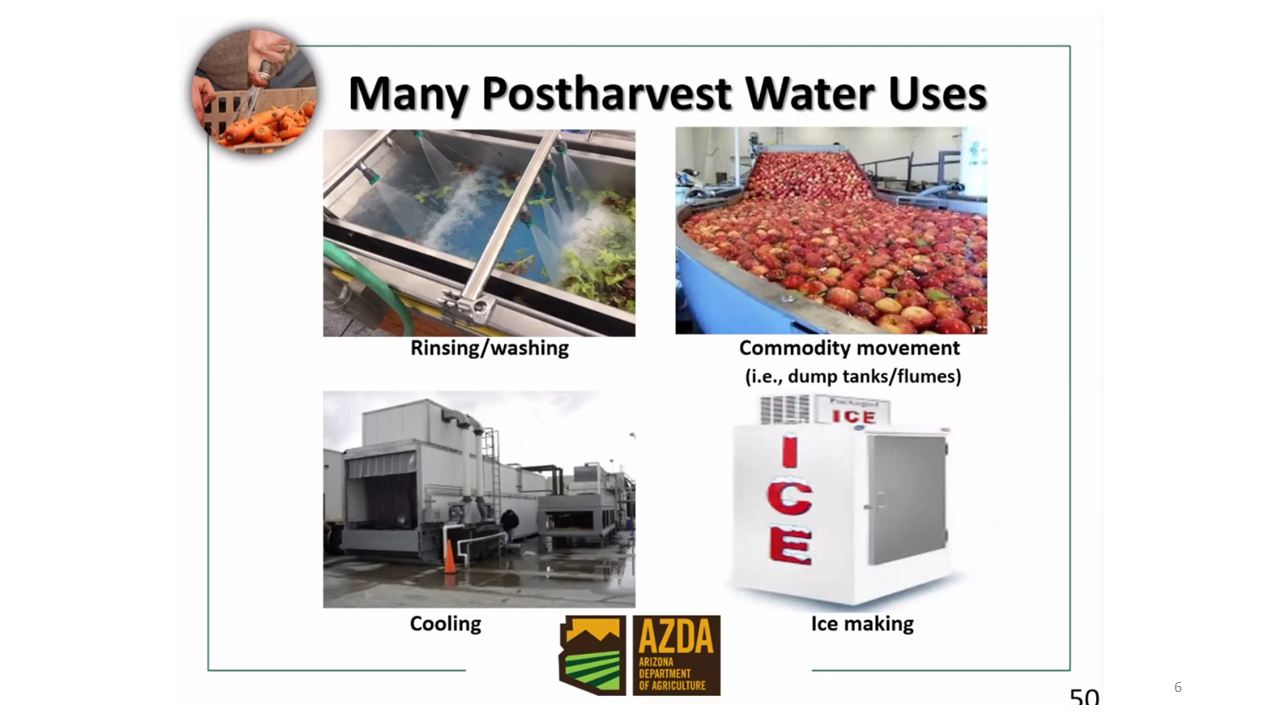 Many Postharvest Water Uses
Rinsing/washing
Commodity movement
(i.e., dump tanks/flumes)
Packaged
ICE
I
C
E
Cooling
Ice making
AZDA
ARIZONA
DEPARTMENT
OF AGRICULTURE
50
6